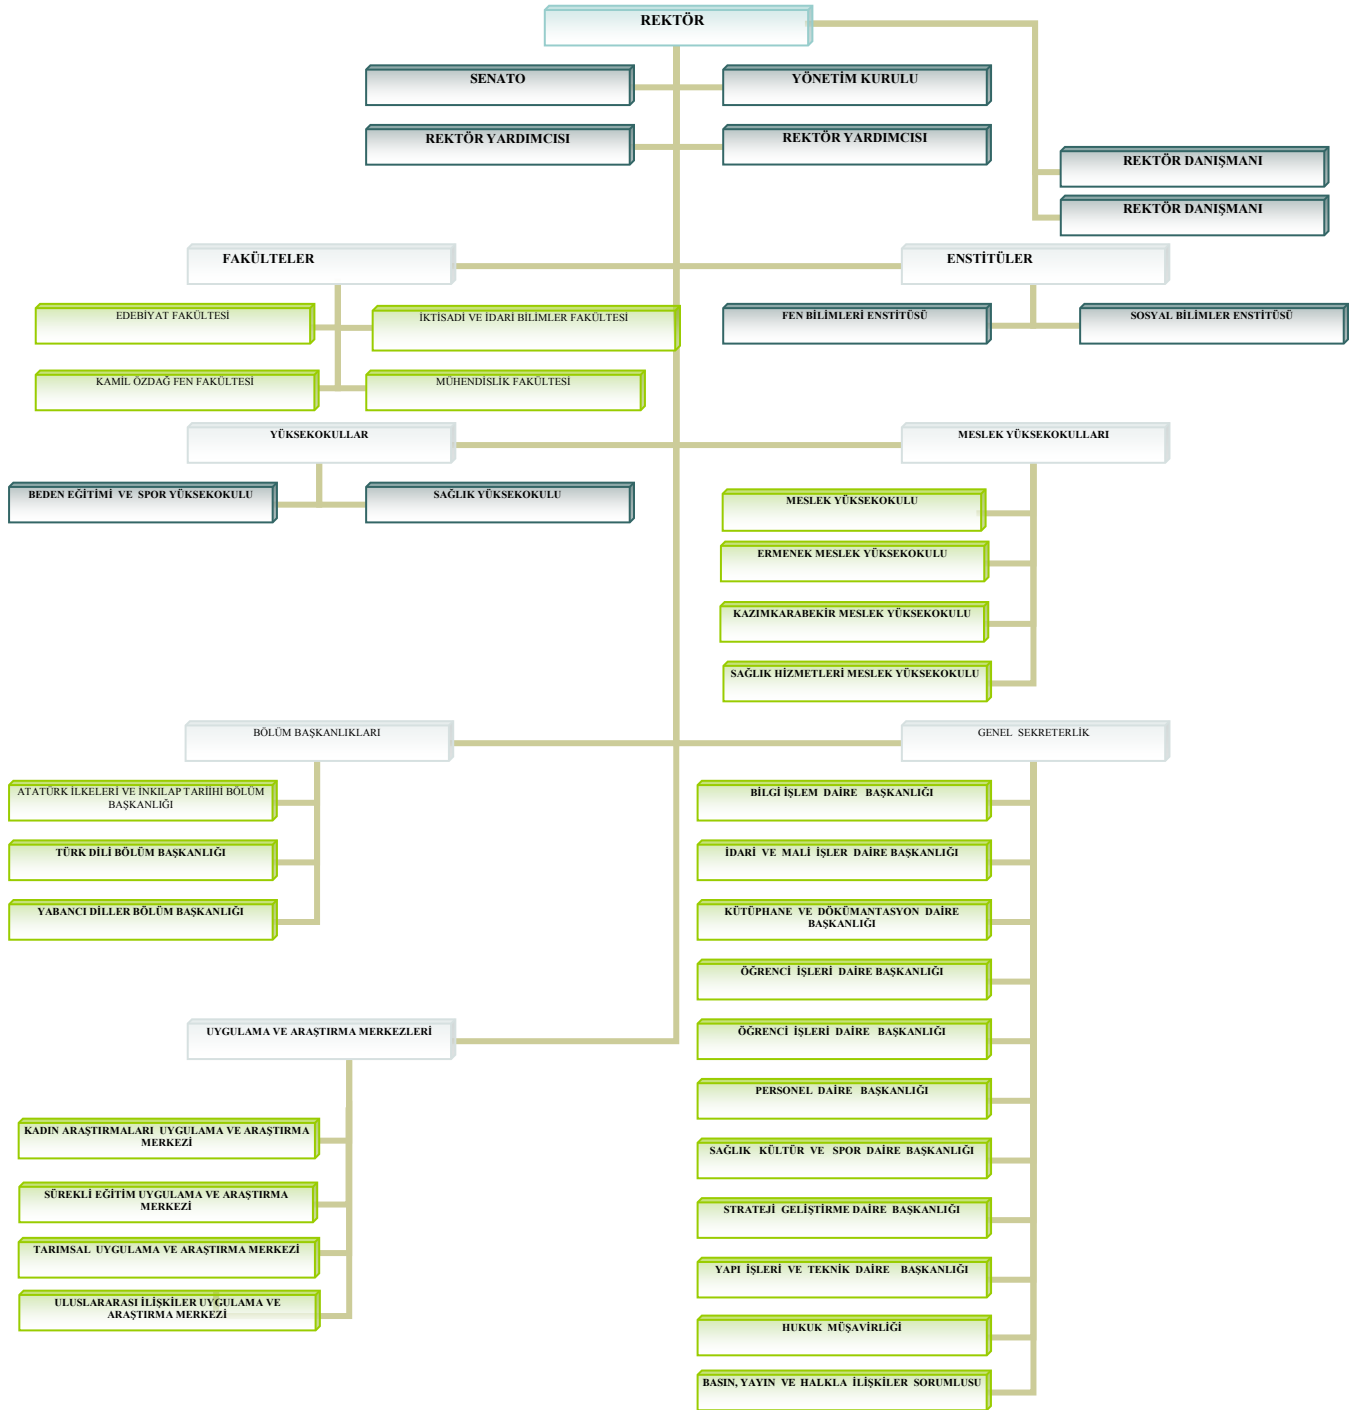 REKTÖR
SENATO
YÖNETİM KURULU
REKTÖR YARDIMCISI
REKTÖR YARDIMCISI
REKTÖR DANIŞMANI
REKTÖR DANIŞMANI
FAKÜLTELER
ENSTİTÜLER
EDEBİYAT FAKÜLTESİ
İKTİSADİ VE İDARİ BİLİMLER FAKÜLTESİ
FEN BİLİMLERİ ENSTİTÜSÜ
SOSYAL BİLİMLER ENSTİTÜSÜ
KAMİL ÖZDAĞ FEN FAKÜLTESİ
MÜHENDİSLİK FAKÜLTESİ
YÜKSEKOKULLAR
MESLEK YÜKSEKOKULLARI
BEDEN EĞİTİMİ VE SPOR YÜKSEKOKULU
SAĞLIK YÜKSEKOKULU
MESLEK YÜKSEKOKULU
ERMENEK MESLEK YÜKSEKOKULU
KAZIMKARABEKİR MESLEK YÜKSEKOKULU
SAĞLIK HİZMETLERİ MESLEK YÜKSEKOKULU
BÖLÜM BAŞKANLIKLARI
GENEL SEKRETERLİK
ATATÜRK İLKELERİ VE İNKILAP TARİİHİ BÖLÜM
BAŞKANLIĞI
TÜRK DİLİ BÖLÜM BAŞKANLIĞI
YABANCI DİLLER BÖLÜM BAŞKANLIĞI
BİLGİ İŞLEM DAİRE BAŞKANLIĞI
İDARİ VE MALİ İŞLER DAİRE BAŞKANLIĞI
KÜTÜPHANE VE DÖKÜMANTASYON DAİRE
BAŞKANLIĞI
ÖĞRENCİ İŞLERİ DAİRE BAŞKANLIĞI
ÖĞRENCİ İŞLERİ DAİRE BAŞKANLIĞI
PERSONEL DAİRE BAŞKANLIĞI
SAĞLIK KÜLTÜR VE SPOR DAİRE BAŞKANLIĞI
STRATEJİ GELİŞTİRME DAİRE BAŞKANLIĞI
YAPI İŞLERİ VE TEKNİK DAİRE BAŞKANLIĞI
HUKUK MÜŞAVİRLİĞİ
BASIN, YAYIN VE HALKLA İLİŞKİLER SORUMLUSU
UYGULAMA VE ARAŞTIRMA MERKEZLERİ
KADIN ARAŞTIRMALARI UYGULAMA VE ARAŞTIRMA
MERKEZİ
SÜREKLİ EĞİTİM UYGULAMA VE ARAŞTIRMA
MERKEZİ
TARIMSAL UYGULAMA VE ARAŞTIRMA MERKEZİ
ULUSLARARASI İLİŞKİLER UYGULAMA VE
ARAŞTIRMA MERKEZİ